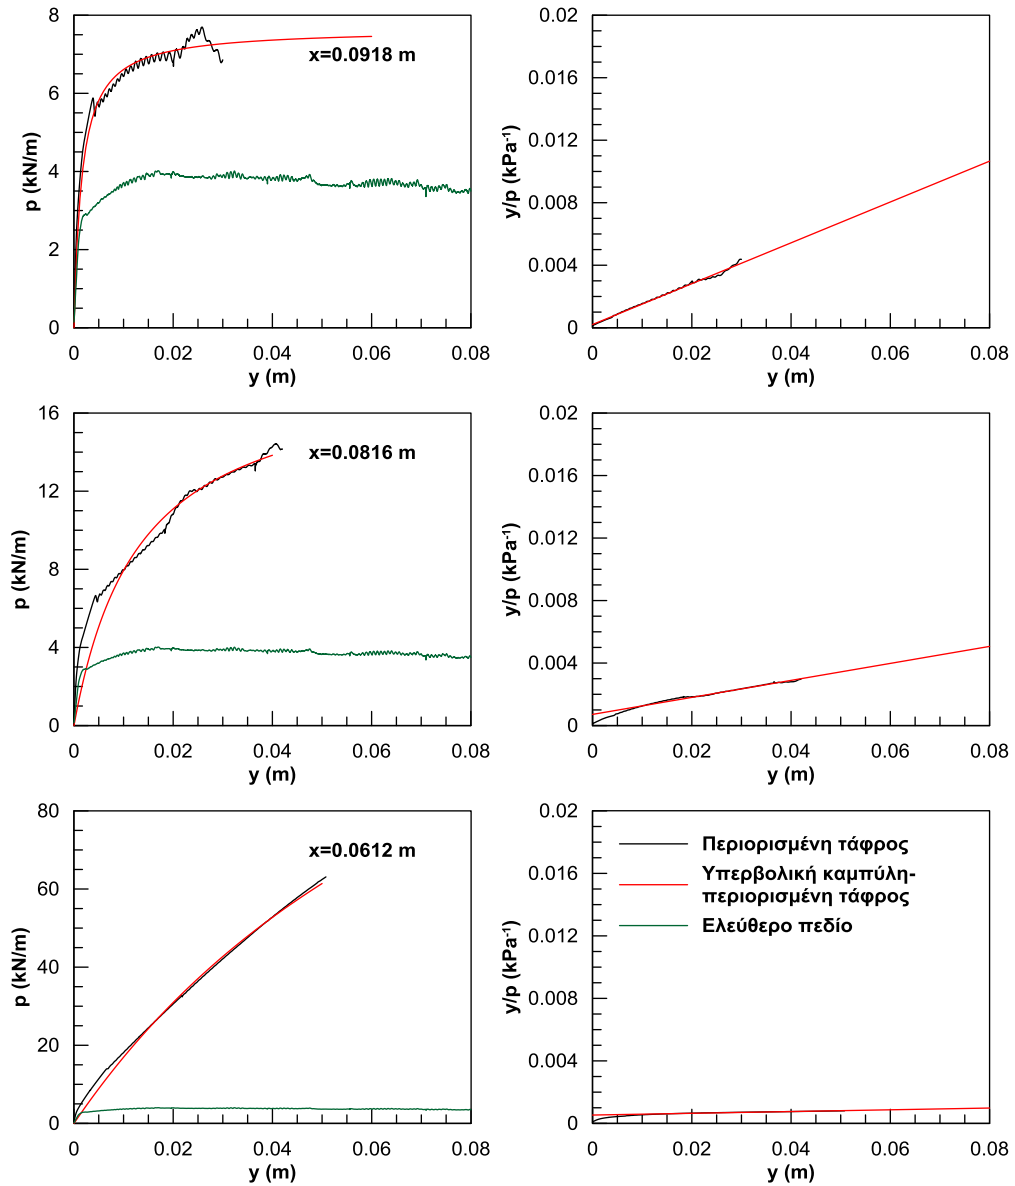 8
6
4
2
0
p (kN/m)
x=0.0918 m
0 0.02 0.04 0.06 0.08
y (m)
0.02
0.016
0.012
0.008
0.004
0
y/p (kPa⁻¹)
0 0.02 0.04 0.06 0.08
y (m)
16
12
8
4
0
p (kN/m)
x=0.0816 m
0 0.02 0.04 0.06 0.08
y (m)
0.02
0.016
0.012
0.008
0.004
0
y/p (kPa⁻¹)
0 0.02 0.04 0.06 0.08
y (m)
80
60
40
20
0
p (kN/m)
x=0.0612 m
0 0.02 0.04 0.06 0.08
y (m)
0.02
0.016
0.012
0.008
0.004
0
y/p (kPa⁻¹)
Περιορισμένη τάφρος
Υπερβολική καμπύλη-
περιορισμένη τάφρος
Ελεύθερο πεδίο
0 0.02 0.04 0.06 0.08
y (m)